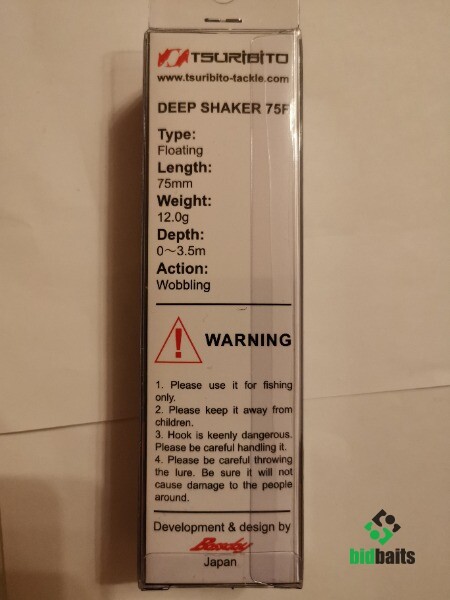 TSURIBITO
www.tsuribito-tackle.com
DEEP SHAKER 75F
Type:
Floating
Length:
75mm
Weight:
12.0g
Depth:
0～3.5m
Action:
Wobbling
WARNING
1. Please use it for fishing
only.
2. Please keep it away from
children.
3. Hook is keenly dangerous.
Please be careful handling it.
4. Please be careful throwing
the lure. Be sure it will not
cause damage to the people
around.
Development & design by
Japan
bidbaits